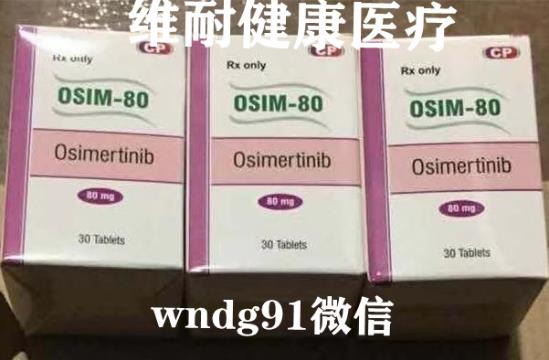 维耐健康医疗
CP
Rx only
OSIM-80
Osimertinib
80 mg
30 Tablets
CP
Rx only
OSIM-80
Osimertinib
80 mg
30 Tablets
CP
Rx only
OSIM-80
Osimertinib
80 mg
30 Tablets
wndg91微信